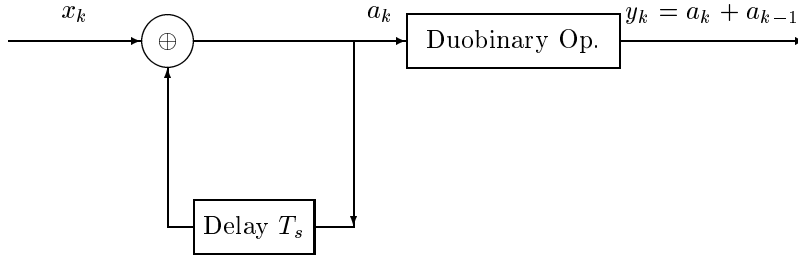 x_k
⊕
a_k
Duobinary Op.
y_k = a_k + a_{k-1}
Delay T_s